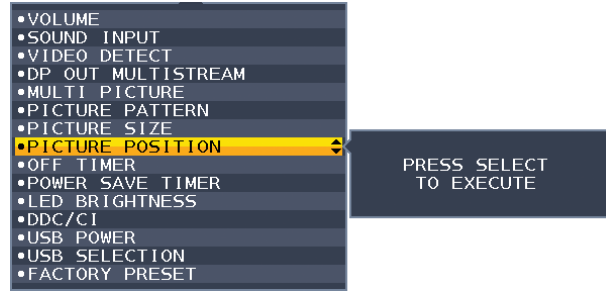 •VOLUME
•SOUND INPUT
•VIDEO DETECT
•DP OUT MULTISTREAM
•MULTI PICTURE
•PICTURE PATTERN
•PICTURE SIZE
•PICTURE POSITION
•OFF TIMER
•POWER SAVE TIMER
•LED BRIGHTNESS
•DDC/CI
•USB POWER
•USB SELECTION
•FACTORY PRESET
PRESS SELECT
TO EXECUTE